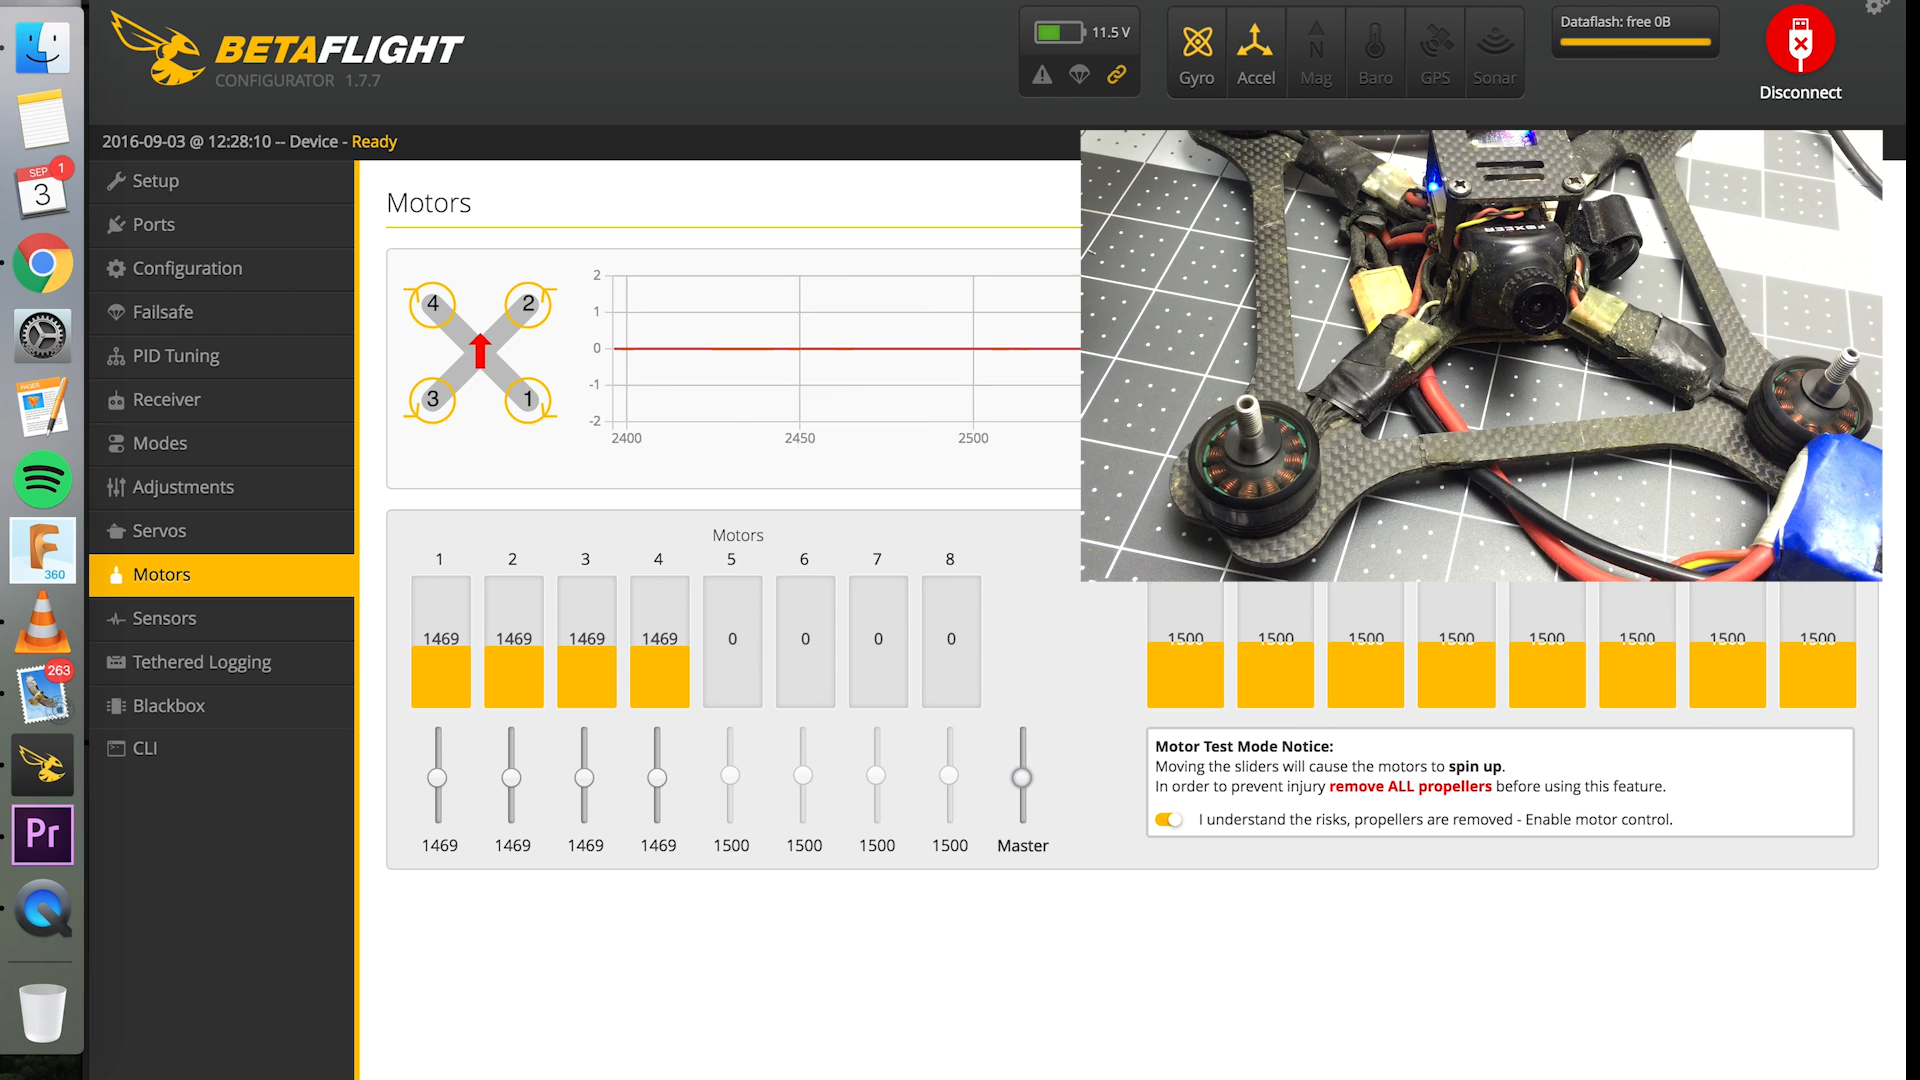 BETAFLIGHT
CONFIGURATOR 1.7.7
11.5 V
Gyro
Accel
Mag
Baro
GPS
Sonar
Dataflash: free 0B
Disconnect
2016-09-03 @ 12:28:10 -- Device - Ready
SEP
1
3
PAGES
360
263
Pr
Setup
Ports
Configuration
Failsafe
PID Tuning
Receiver
Modes
Adjustments
Servos
Motors
Sensors
Tethered Logging
Blackbox
CLI
Motors
4
2
3
1
2
1
0
-1
-2
2400
2450
2500
FOXEER
Motors
1 2 3 4 5 6 7 8
1469 1469 1469 1469 0 0 0 0
1469 1469 1469 1469 1500 1500 1500 1500 Master
1500 1500 1500 1500 1500 1500 1500 1500
Motor Test Mode Notice:
Moving the sliders will cause the motors to spin up.
In order to prevent injury remove ALL propellers before using this feature.
I understand the risks, propellers are removed - Enable motor control.